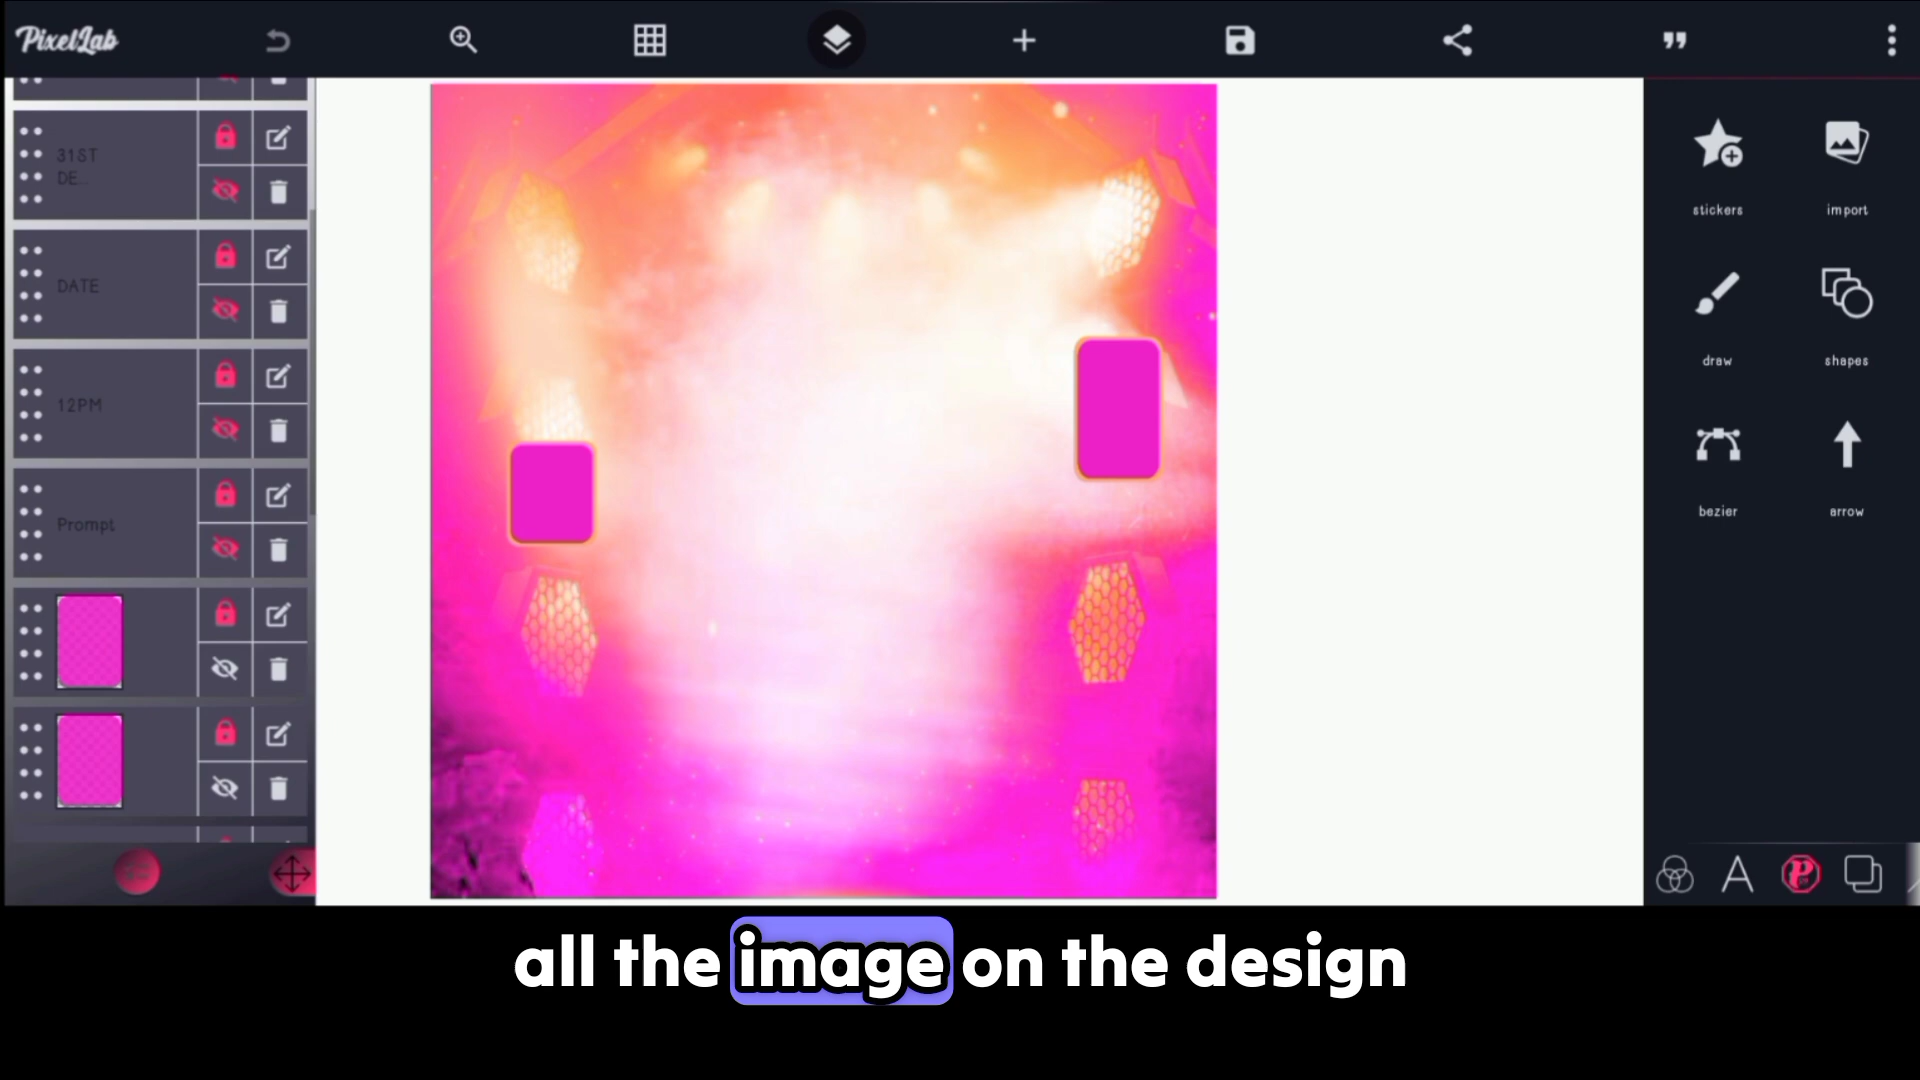 PixelLab
31ST
DE...
DATE
12PM
Prompt
stickers
import
draw
shapes
bezier
arrow
all the image on the design